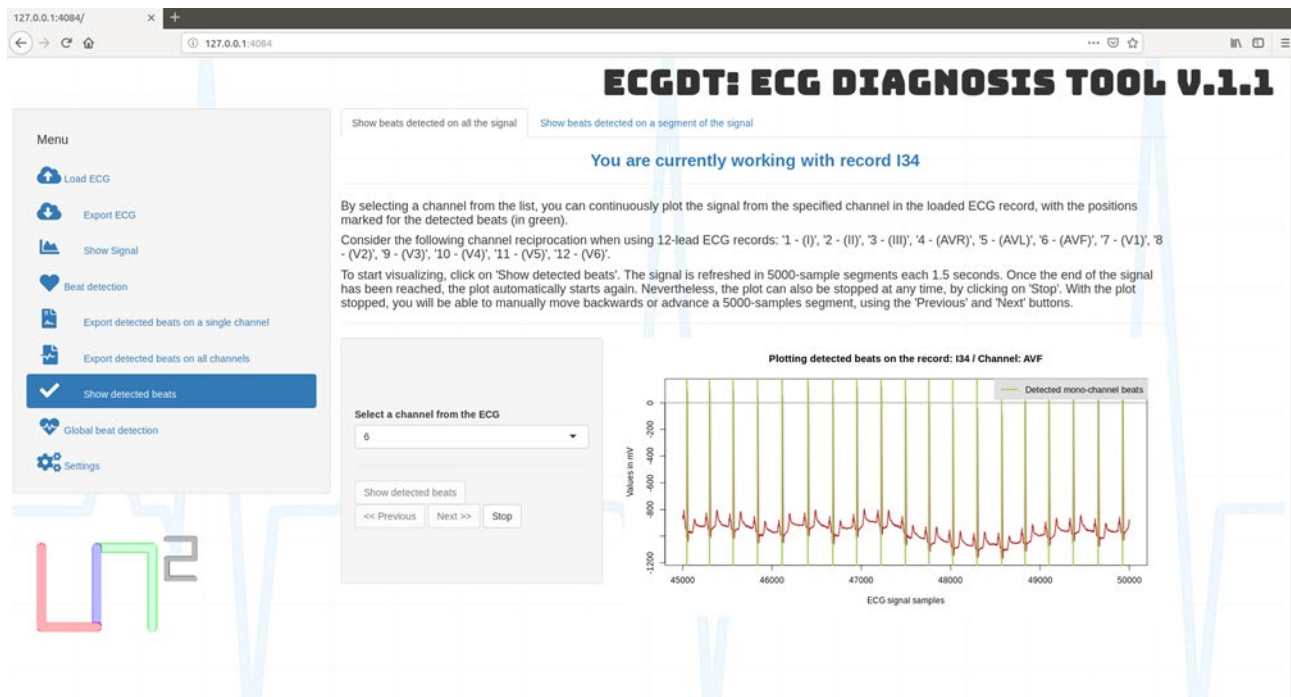 127.0.0.1:4084/
127.0.0.1:4084
ECGDT: ECG DIAGNOSIS TOOL V.1.1
Menu
Load ECG
Export ECG
Show Signal
Beat detection
Export detected beats on a single channel
Export detected beats on all channels
Show detected beats
Global beat detection
Settings
Show beats detected on all the signal
Show beats detected on a segment of the signal
You are currently working with record I34
By selecting a channel from the list, you can continuously plot the signal from the specified channel in the loaded ECG record, with the positions
marked for the detected beats (in green).
Consider the following channel reciprocation when using 12-lead ECG records: '1 - (I)', '2 - (II)', '3 - (III)', '4 - (AVR)', '5 - (AVL)', '6 - (AVF)', '7 - (V1)', '8
- (V2)', '9 - (V3)', '10 - (V4)', '11 - (V5)', '12 - (V6)'.
To start visualizing, click on 'Show detected beats'. The signal is refreshed in 5000-sample segments each 1.5 seconds. Once the end of the signal
has been reached, the plot automatically starts again. Nevertheless, the plot can also be stopped at any time, by clicking on 'Stop'. With the plot
stopped, you will be able to manually move backwards or advance a 5000-samples segment, using the 'Previous' and 'Next' buttons.
Select a channel from the ECG
6
Show detected beats
<< Previous
Next >>
Stop
Plotting detected beats on the record: I34 / Channel: AVF
Detected mono-channel beats
Values in mV
0
-200
-400
-600
-800
-1200
45000
46000
47000
48000
49000
50000
ECG signal samples
un2